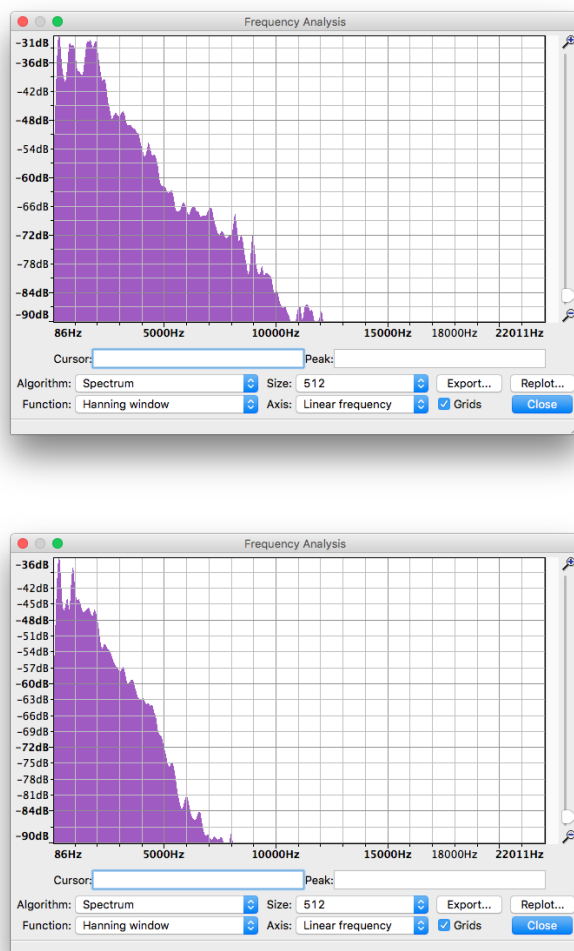 Frequency Analysis
-31dB
-36dB
-42dB
-48dB
-54dB
-60dB
-66dB
-72dB
-78dB
-84dB
-90dB
86Hz 5000Hz 10000Hz 15000Hz 18000Hz 22011Hz
Cursor: Peak:
Algorithm: Spectrum Size: 512 Export... Replot...
Function: Hanning window Axis: Linear frequency Grids Close
Frequency Analysis
-36dB
-42dB
-45dB
-48dB
-51dB
-54dB
-57dB
-60dB
-63dB
-66dB
-69dB
-72dB
-75dB
-78dB
-81dB
-84dB
-90dB
86Hz 5000Hz 10000Hz 15000Hz 18000Hz 22011Hz
Cursor: Peak:
Algorithm: Spectrum Size: 512 Export... Replot...
Function: Hanning window Axis: Linear frequency Grids Close